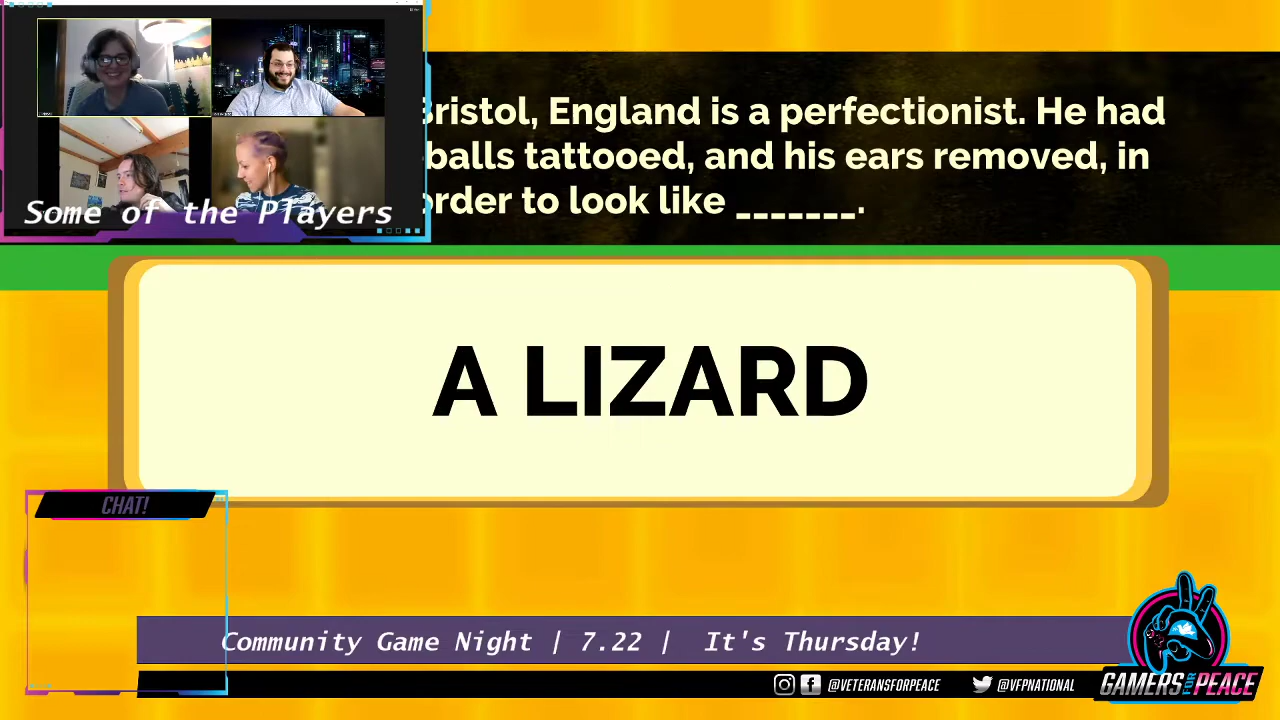 Bristol, England is a perfectionist. He had
balls tattooed, and his ears removed, in
order to look like _______.
Some of the Players
A LIZARD
CHAT!
Community Game Night | 7.22 | It's Thursday!
@VETERANSFORPEACE
@VFPNATIONAL
GAMERS FOR PEACE